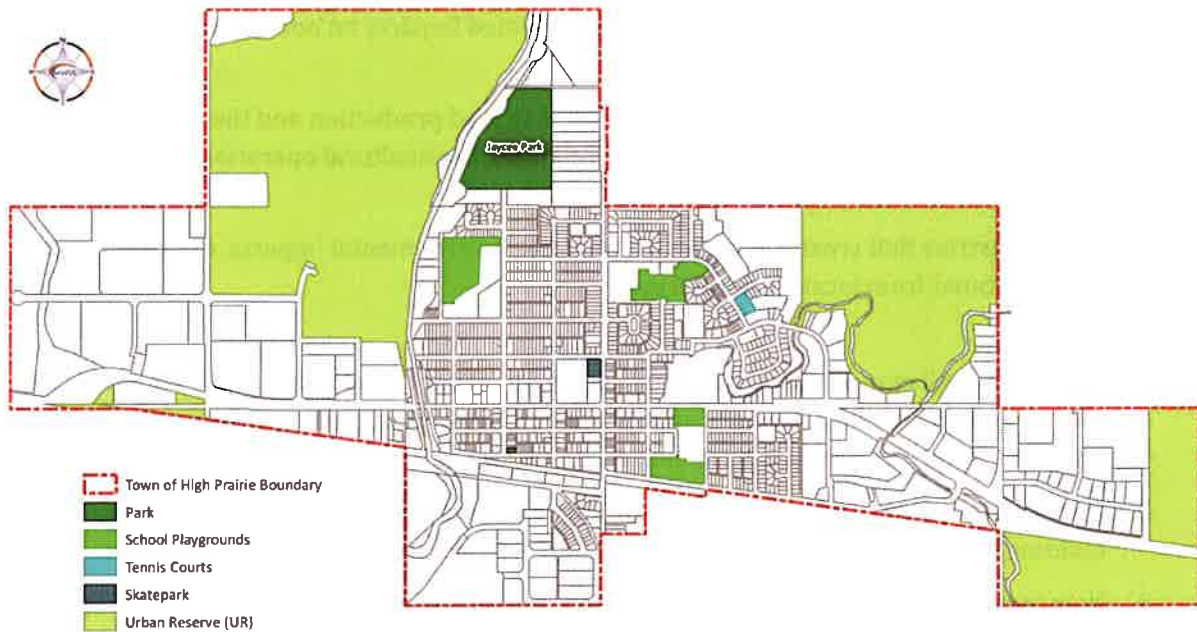 Jaycee Park
Town of High Prairie Boundary
Park
School Playgrounds
Tennis Courts
Skatepark
Urban Reserve (UR)